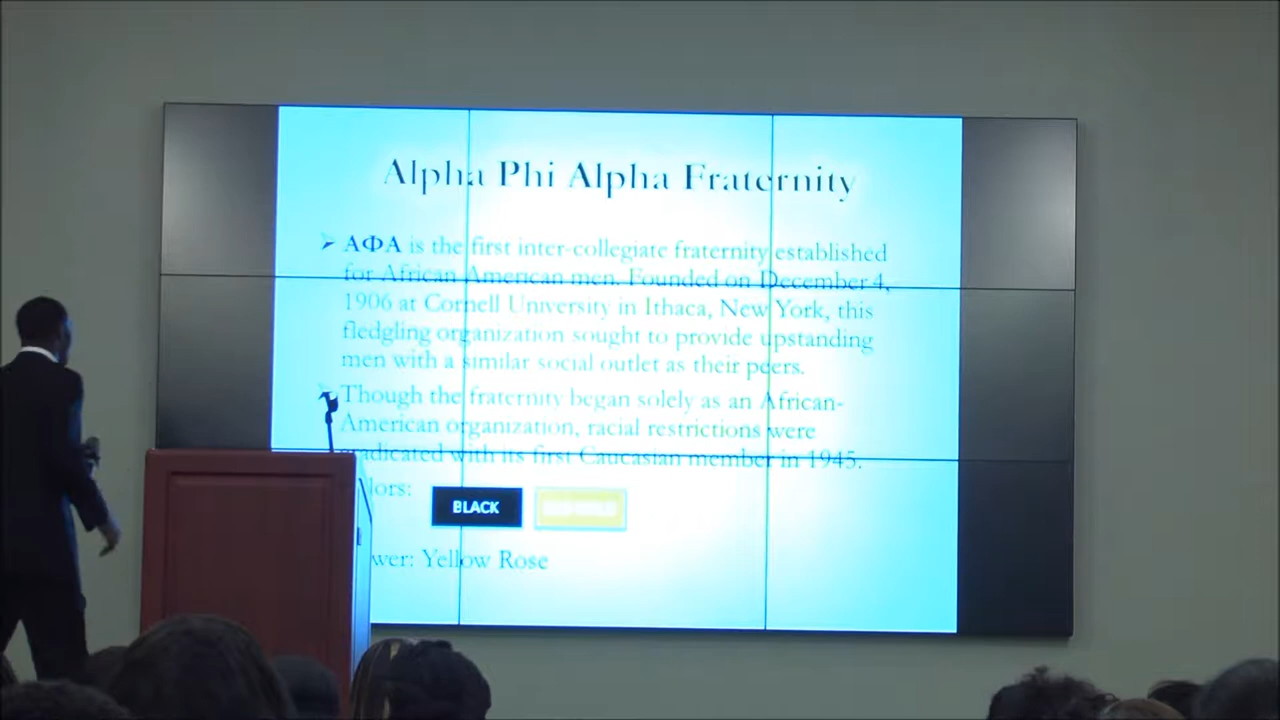 Alpha Phi Alpha Fraternity
ΑΦΑ is the first inter-collegiate fraternity established
for African American men. Founded on December 4,
1906 at Cornell University in Ithaca, New York, this
fledgling organization sought to provide upstanding
men with a similar social outlet as their peers.
Though the fraternity began solely as an African-
American organization, racial restrictions were
eradicated with its first Caucasian member in 1945.
lors:
BLACK
wer: Yellow Rose